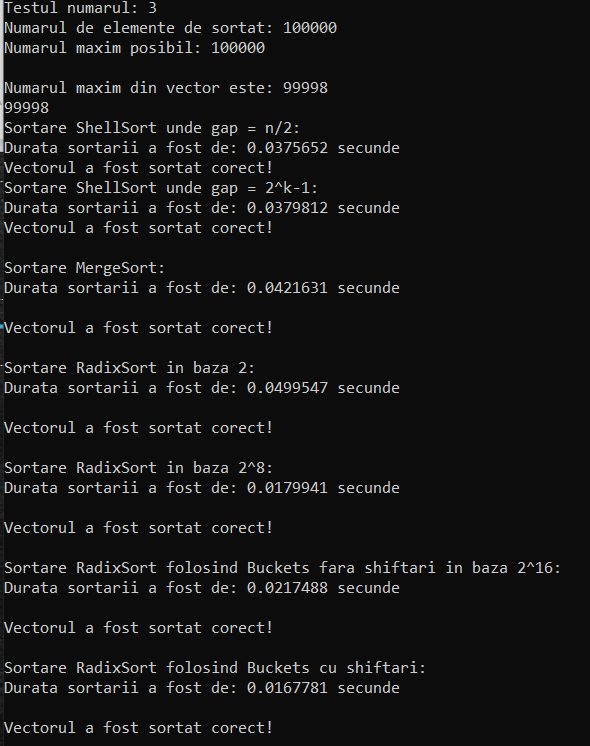 Testul numarul: 3
Numarul de elemente de sortat: 100000
Numarul maxim posibil: 100000
Numarul maxim din vector este: 99998
99998
Sortare ShellSort unde gap = n/2:
Durata sortarii a fost de: 0.0375652 secunde
Vectorul a fost sortat corect!
Sortare ShellSort unde gap = 2^k-1:
Durata sortarii a fost de: 0.0379812 secunde
Vectorul a fost sortat corect!
Sortare MergeSort:
Durata sortarii a fost de: 0.0421631 secunde
Vectorul a fost sortat corect!
Sortare RadixSort in baza 2:
Durata sortarii a fost de: 0.0499547 secunde
Vectorul a fost sortat corect!
Sortare RadixSort in baza 2^8:
Durata sortarii a fost de: 0.0179941 secunde
Vectorul a fost sortat corect!
Sortare RadixSort folosind Buckets fara shiftari in baza 2^16:
Durata sortarii a fost de: 0.0217488 secunde
Vectorul a fost sortat corect!
Sortare RadixSort folosind Buckets cu shiftari:
Durata sortarii a fost de: 0.0167781 secunde
Vectorul a fost sortat corect!